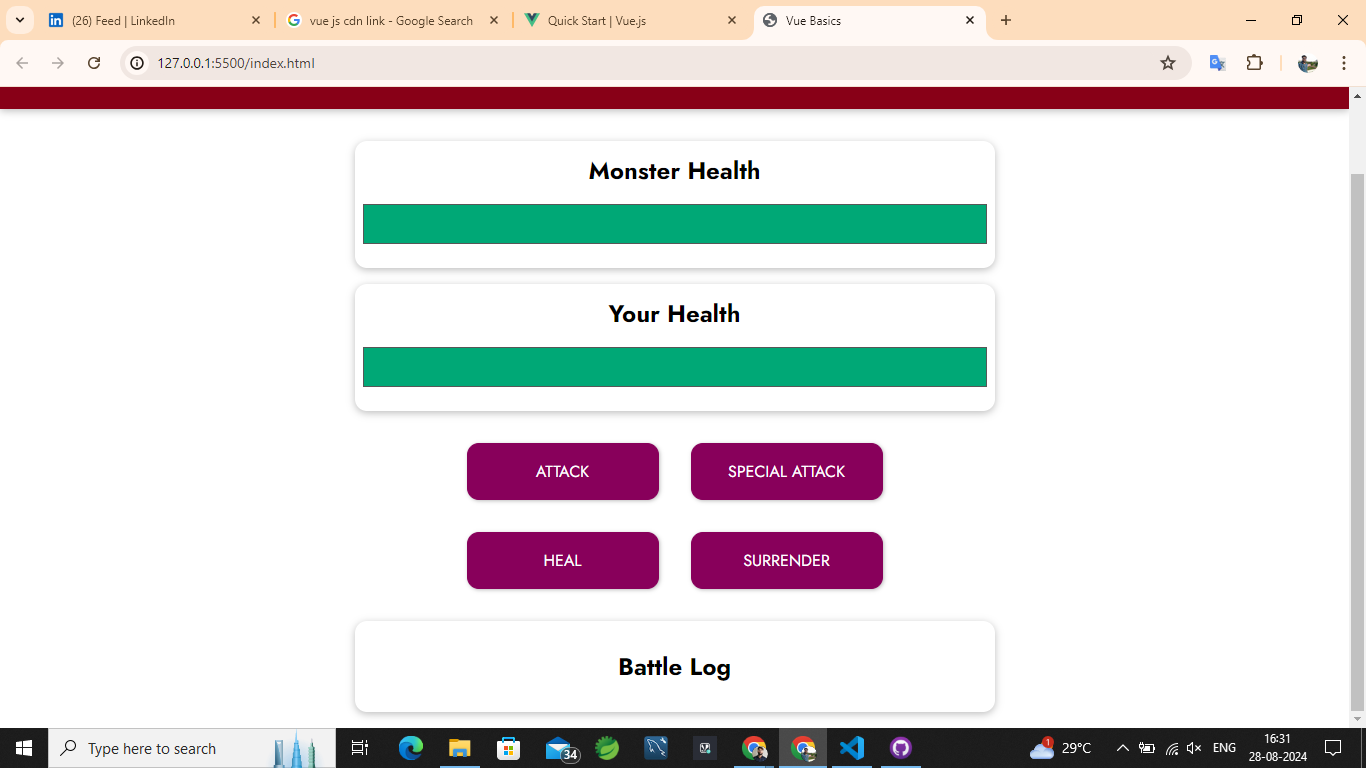 (26) Feed | LinkedIn
vue js cdn link - Google Search
Quick Start | Vue.js
Vue Basics
127.0.0.1:5500/index.html
Monster Health
Your Health
ATTACK
SPECIAL ATTACK
HEAL
SURRENDER
Battle Log
Type here to search
34
1
29°C
ENG
16:31
28-08-2024